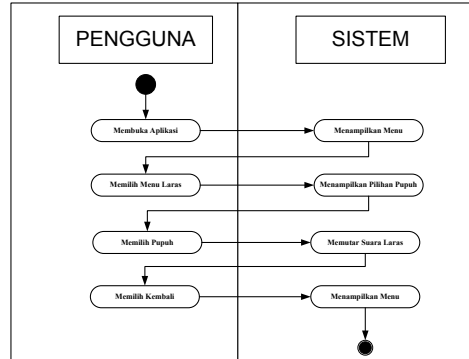 PENGGUNA
SISTEM
Membuka Aplikasi
Menampilkan Menu
Memilih Menu Laras
Menampilkan Pilihan Pupuh
Memilih Pupuh
Memutar Suara Laras
Memilih Kembali
Menampilkan Menu